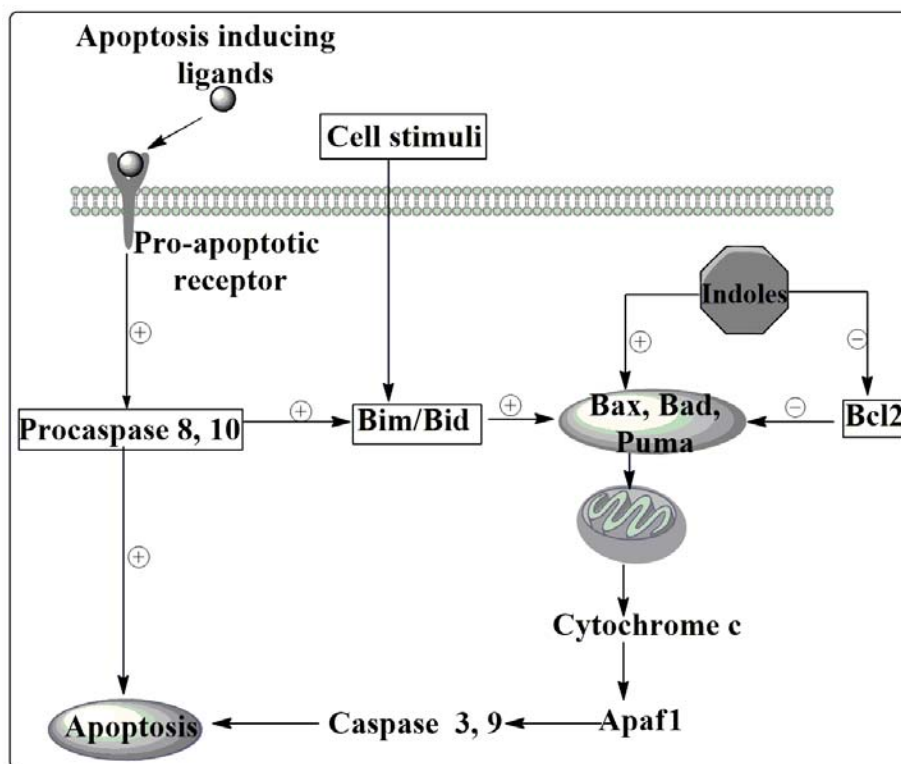 Apoptosis inducing
ligands
Cell stimuli
Pro-apoptotic
receptor
Indoles
+
+
−
Procaspase 8, 10
+
Bim/Bid
+
Bax, Bad,
Puma
−
Bcl2
+
Cytochrome c
Apoptosis
Caspase 3, 9
Apaf1